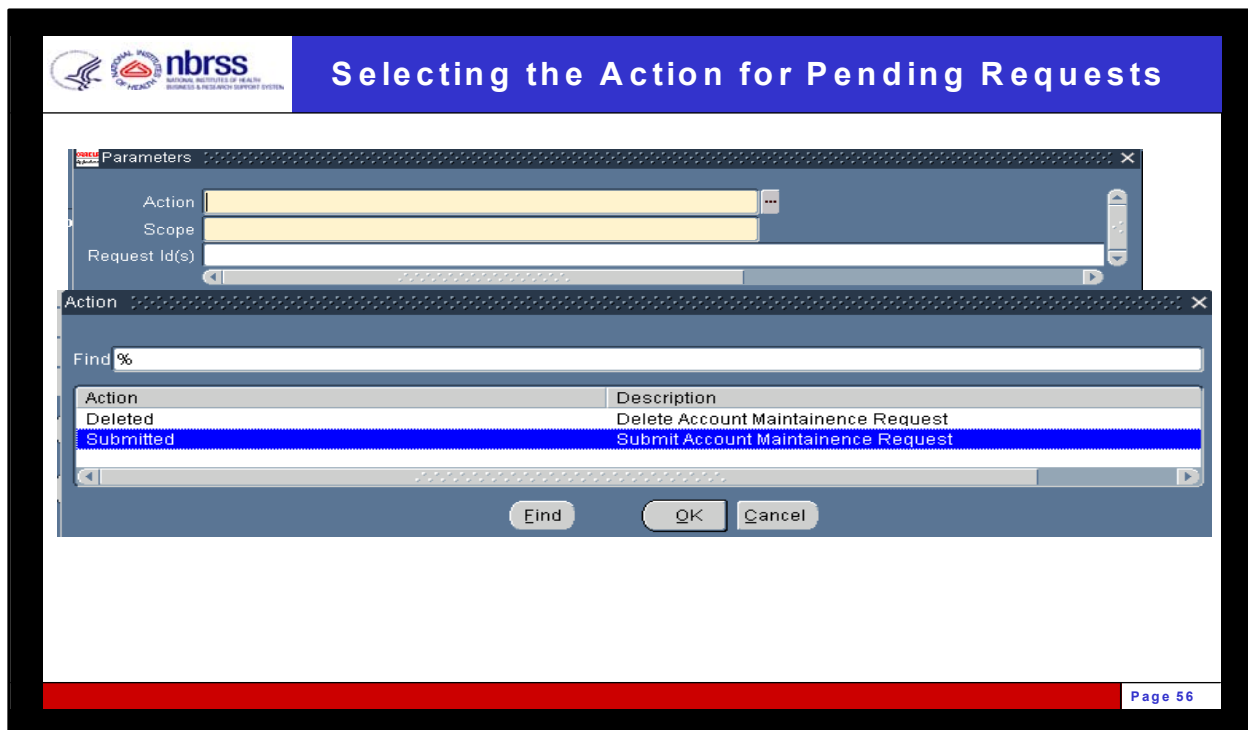 nbrss
NATIONAL INSTITUTES OF HEALTH
BUSINESS & RESEARCH SUPPORT SYSTEM
Selecting the Action for Pending Requests
Parameters
Action
Scope
Request Id(s)
Action
Find %
Action Description
Deleted Delete Account Maintainence Request
Submitted Submit Account Maintainence Request
Find OK Cancel
Page 56